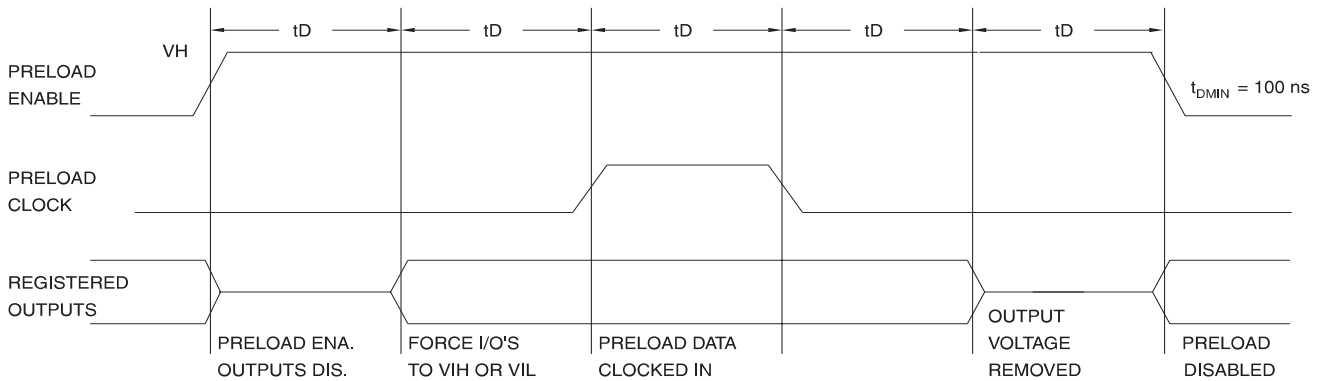 tD tD tD tD tD
VH
PRELOAD
ENABLE
tDMIN = 100 ns
PRELOAD
CLOCK
REGISTERED
OUTPUTS
PRELOAD ENA.
OUTPUTS DIS.
FORCE I/O'S
TO VIH OR VIL
PRELOAD DATA
CLOCKED IN
OUTPUT
VOLTAGE
REMOVED
PRELOAD
DISABLED